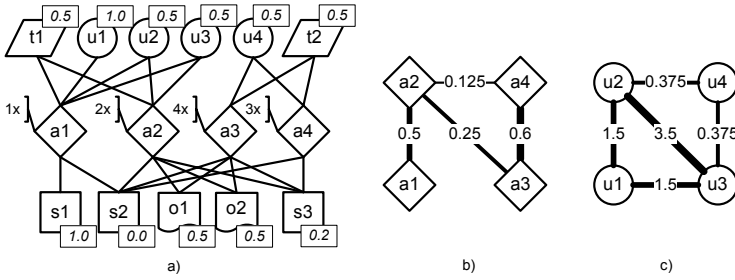 0.5 1.0 0.5 0.5 0.5 0.5
t1 u1 u2 u3 u4 t2
1x 2x 4x 3x
a1 a2 a3 a4
s1 s2 o1 o2 s3
1.0 0.0 0.5 0.5 0.2
a)
a2 0.125 a4
0.5 0.25 0.6
a1 a3
b)
u2 0.375 u4
1.5 3.5 0.375
u1 1.5 u3
c)